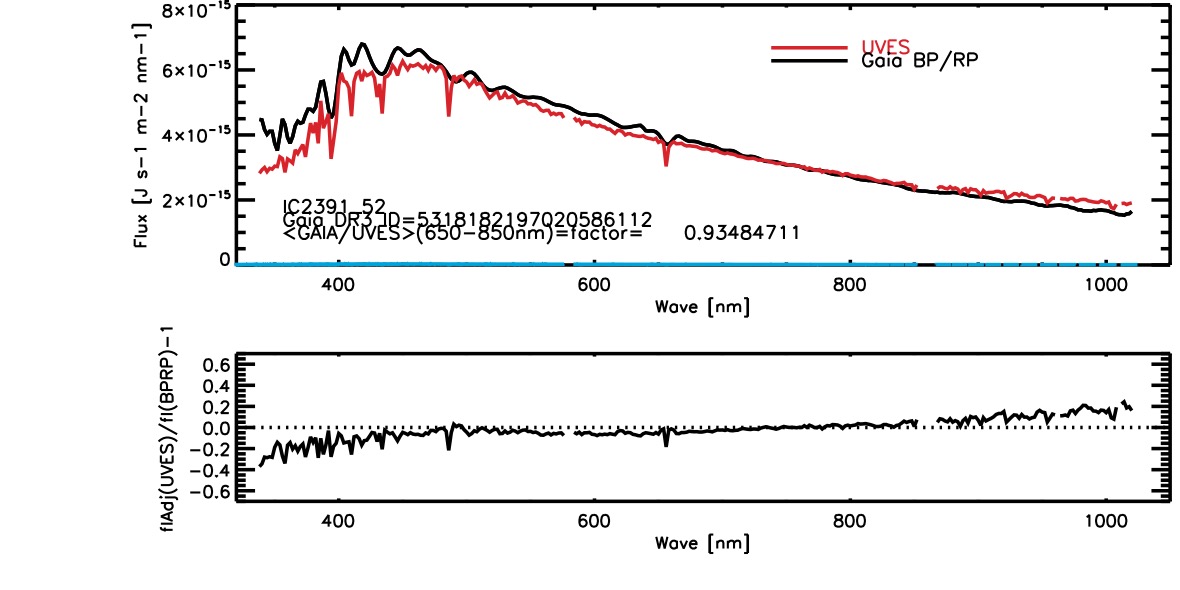 8×10-15
6×10-15
4×10-15
2×10-15
0
Flux [J s-1 m-2 nm-1]
UVES
Gaia BP/RP
IC2391_52
Gaia DR3 ID=5318182197020586112
<GAIA/UVES>(650-850nm)=factor= 0.93484711
400 600 800 1000
Wave [nm]
flAdj(UVES)/fl(BPRP)-1
0.6
0.4
0.2
0.0
-0.2
-0.4
-0.6
400 600 800 1000
Wave [nm]